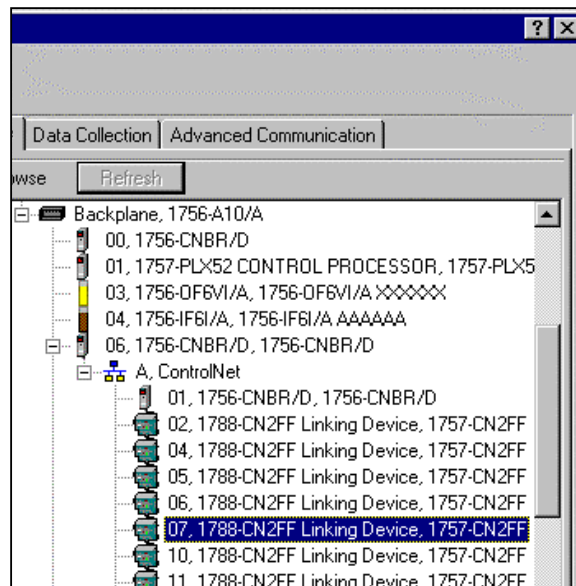 ? ×
Data Collection Advanced Communication
owse Refresh
Backplane, 1756-A10/A
00, 1756-CNBR/D
01, 1757-PLX52 CONTROL PROCESSOR, 1757-PLX5
03, 1756-OF6VI/A, 1756-OF6VI/A XXXXXX
04, 1756-IF6I/A, 1756-IF6I/A AAAAAA
06, 1756-CNBR/D, 1756-CNBR/D
A, ControlNet
01, 1756-CNBR/D, 1756-CNBR/D
02, 1788-CN2FF Linking Device, 1757-CN2FF
04, 1788-CN2FF Linking Device, 1757-CN2FF
05, 1788-CN2FF Linking Device, 1757-CN2FF
06, 1788-CN2FF Linking Device, 1757-CN2FF
07, 1788-CN2FF Linking Device, 1757-CN2FF
10, 1788-CN2FF Linking Device, 1757-CN2FF
11, 1788-CN2FF Linking Device, 1757-CN2FF